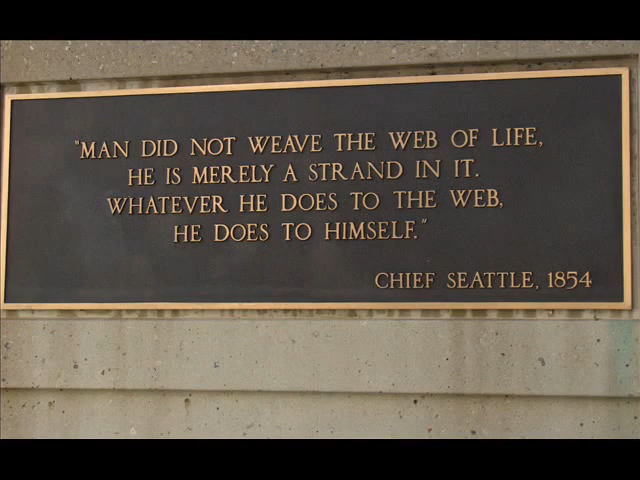 "MAN DID NOT WEAVE THE WEB OF LIFE,
HE IS MERELY A STRAND IN IT.
WHATEVER HE DOES TO THE WEB,
HE DOES TO HIMSELF."
CHIEF SEATTLE, 1854